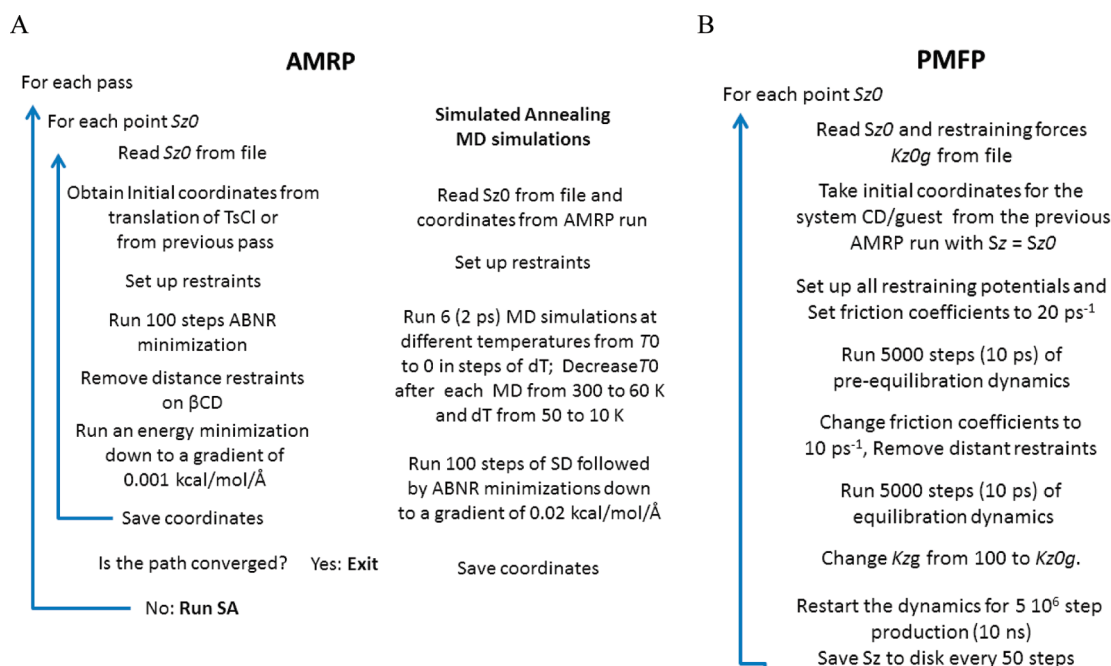 A
AMRP
For each pass
For each point Sz0
Read Sz0 from file
Obtain Initial coordinates from
translation of TsCl or
from previous pass
Set up restraints
Run 100 steps ABNR
minimization
Remove distance restraints
on βCD
Run an energy minimization
down to a gradient of
0.001 kcal/mol/Å
Save coordinates
Is the path converged? Yes: Exit
No: Run SA
Simulated Annealing
MD simulations
Read Sz0 from file and
coordinates from AMRP run
Set up restraints
Run 6 (2 ps) MD simulations at
different temperatures from T0
to 0 in steps of dT; Decrease T0
after each MD from 300 to 60 K
and dT from 50 to 10 K
Run 100 steps of SD followed
by ABNR minimizations down
to a gradient of 0.02 kcal/mol/Å
Save coordinates
B
PMFP
For each point Sz0
Read Sz0 and restraining forces
Kz0g from file
Take initial coordinates for the
system CD/guest from the previous
AMRP run with Sz = Sz0
Set up all restraining potentials and
Set friction coefficients to 20 ps⁻¹
Run 5000 steps (10 ps) of
pre-equilibration dynamics
Change friction coefficients to
10 ps⁻¹, Remove distant restraints
Run 5000 steps (10 ps) of
equilibration dynamics
Change Kzg from 100 to Kz0g.
Restart the dynamics for 5 10⁶ step
production (10 ns)
Save Sz to disk every 50 steps